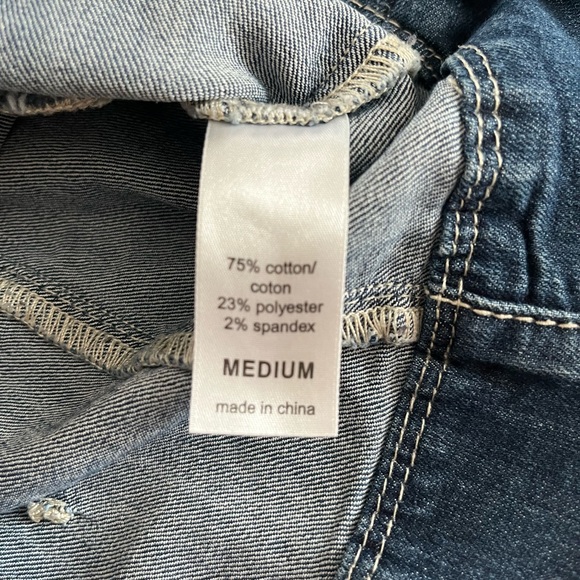 75% cotton/
coton
23% polyester
2% spandex
MEDIUM
made in china